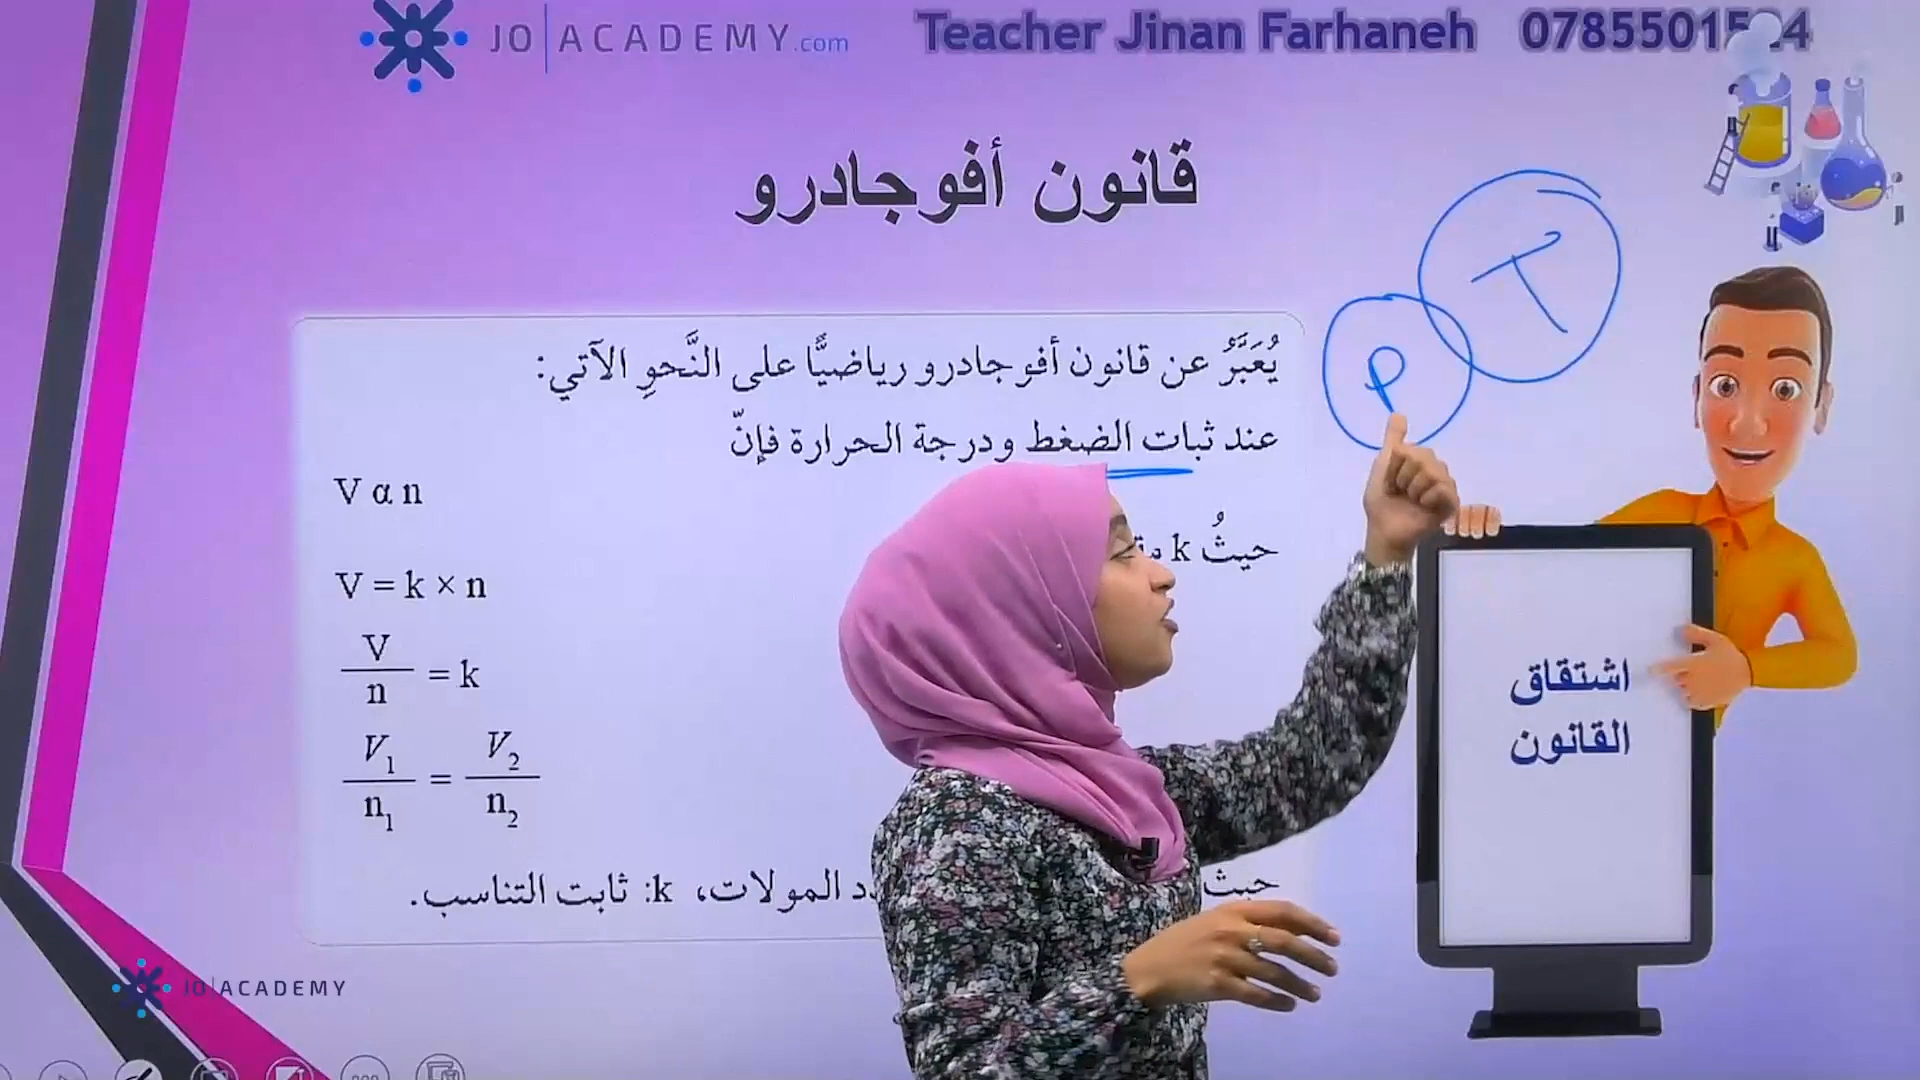 JO ACADEMY.com
Teacher Jinan Farhaneh
قانون أفوجادرو
T
P
يُعَبَّرُ عن قانون أفوجادرو رياضيًّا على النَّحوِ الآتي:
عند ثبات الضغط ودرجة الحرارة فإنّ
V α n
حيثُ k
V = k × n
V/n = k
V₁/n₁ = V₂/n₂
حيث
المولات، k: ثابت التناسب.
اشتقاق
القانون
JO ACADEMY